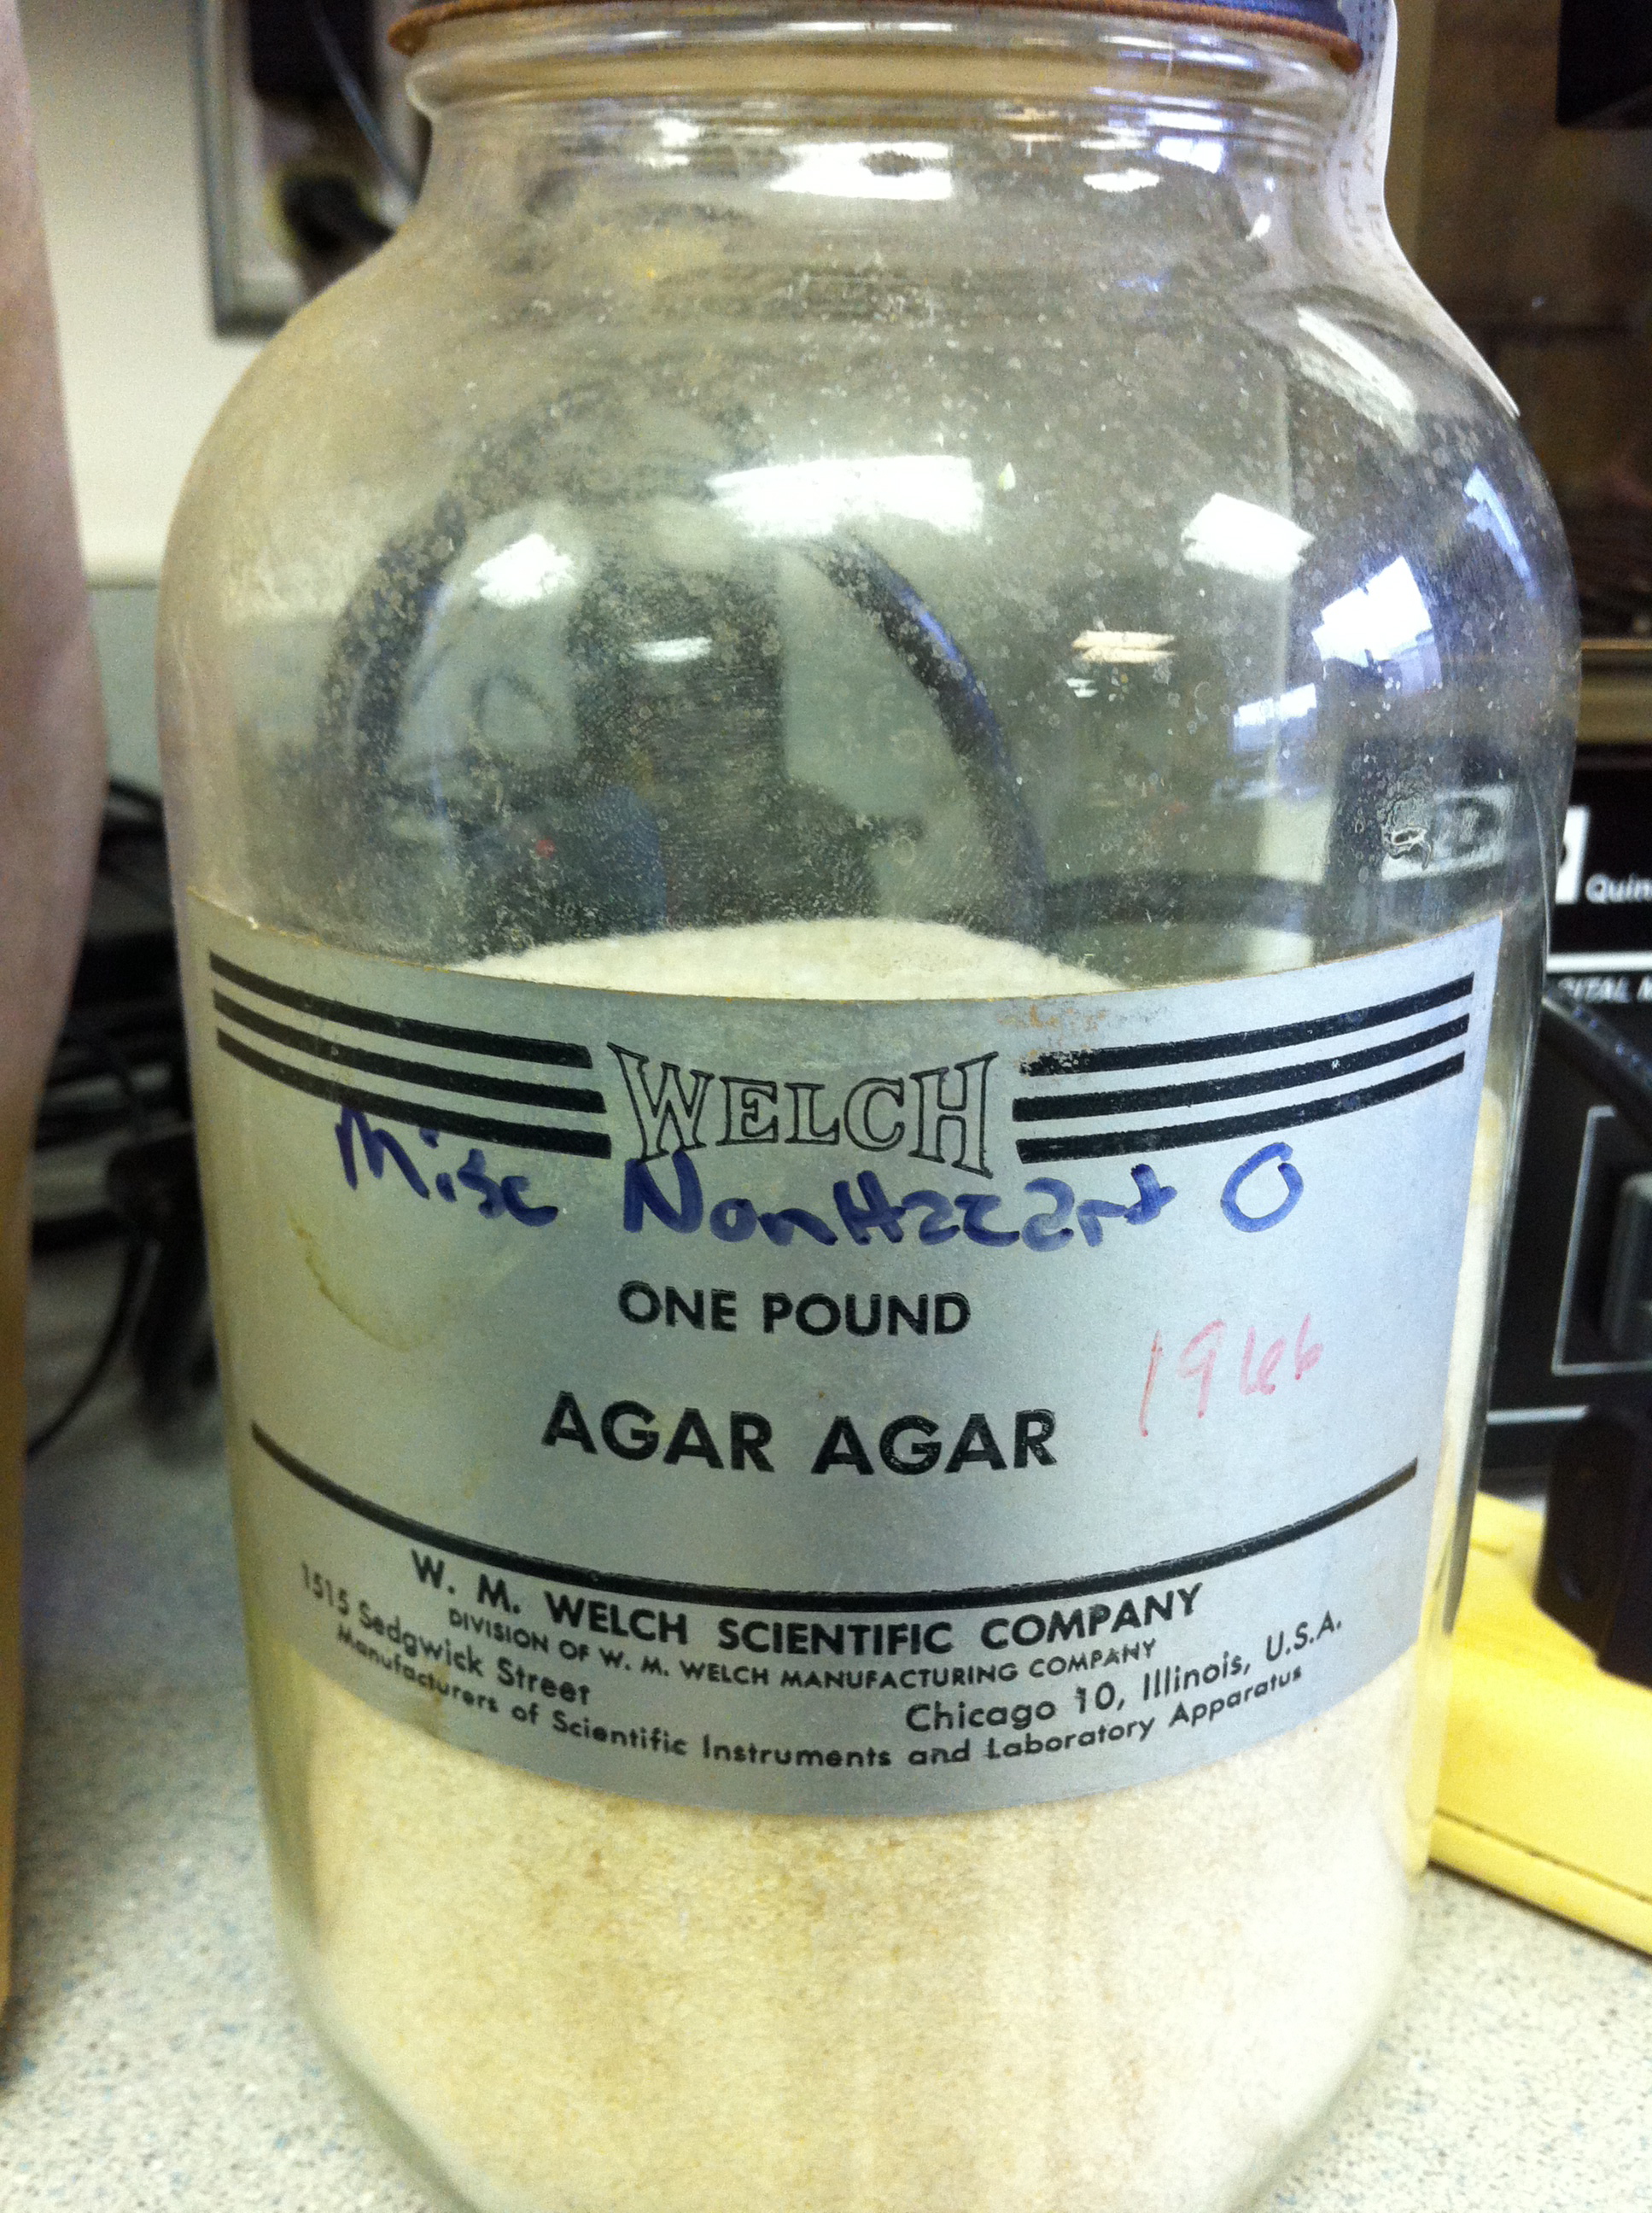 WELCH
Misc NonHazard O
ONE POUND
1966
AGAR AGAR
W. M. WELCH SCIENTIFIC COMPANY
DIVISION OF W. M. WELCH MANUFACTURING COMPANY
1515 Sedgwick Street Chicago 10, Illinois, U.S.A.
Manufacturers of Scientific Instruments and Laboratory Apparatus